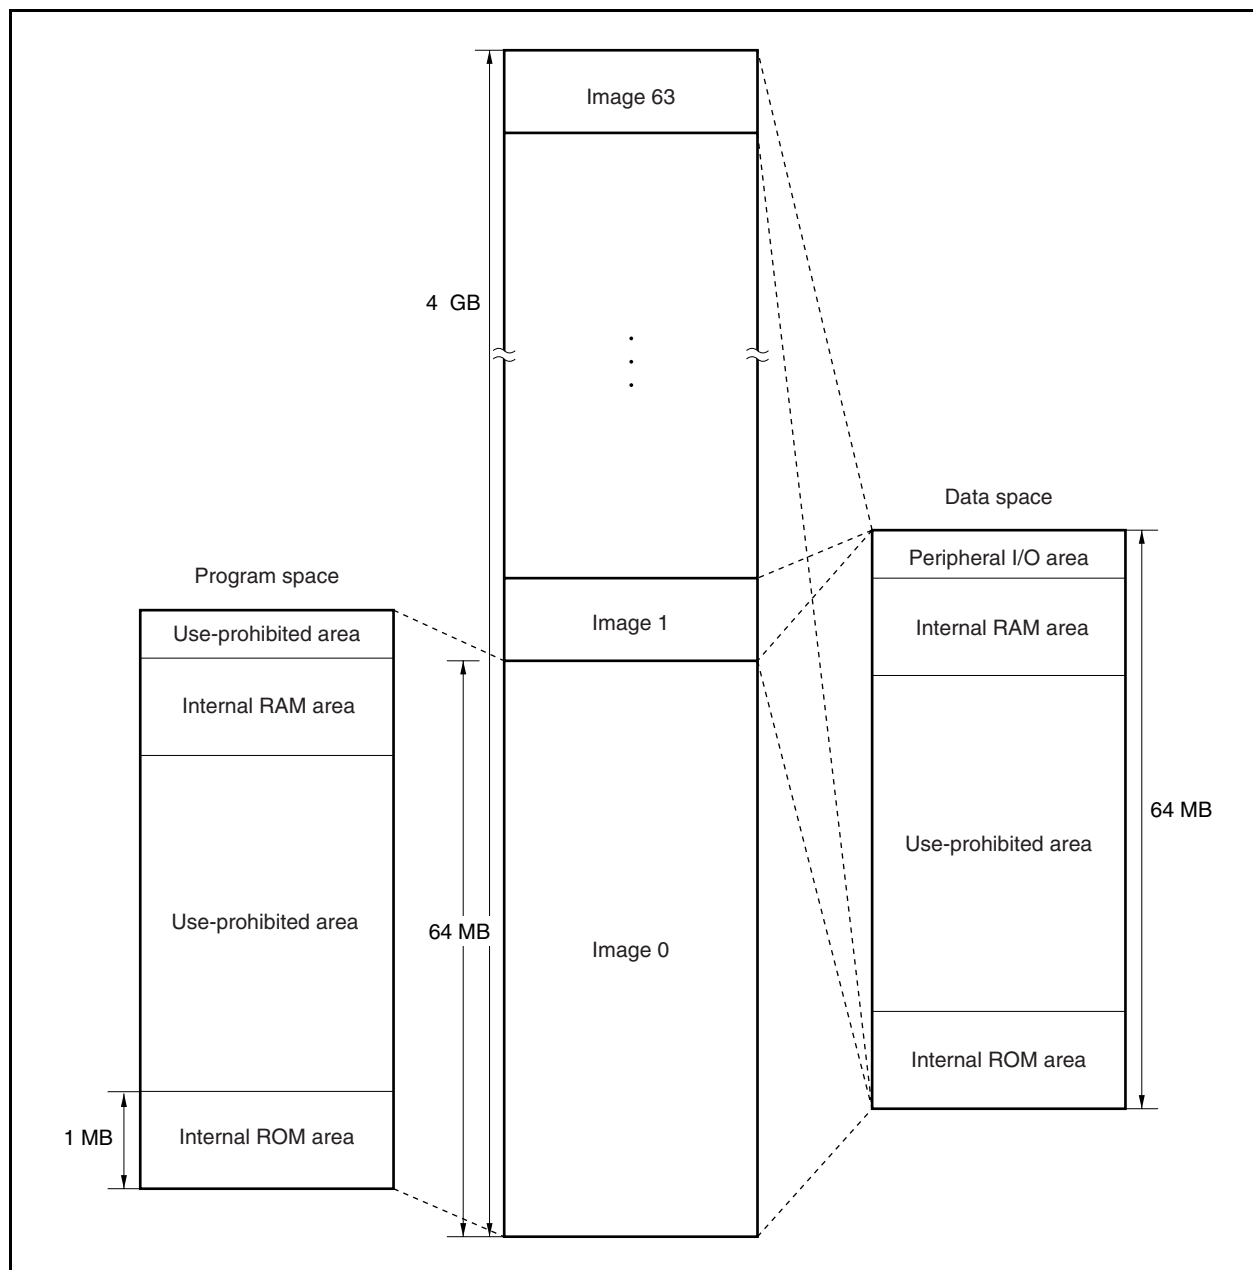 Image 63
4 GB
.
.
.
Data space
Peripheral I/O area
Program space
Image 1
Internal RAM area
Use-prohibited area
Internal RAM area
64 MB
Use-prohibited area
Use-prohibited area
64 MB
Image 0
Internal ROM area
1 MB
Internal ROM area